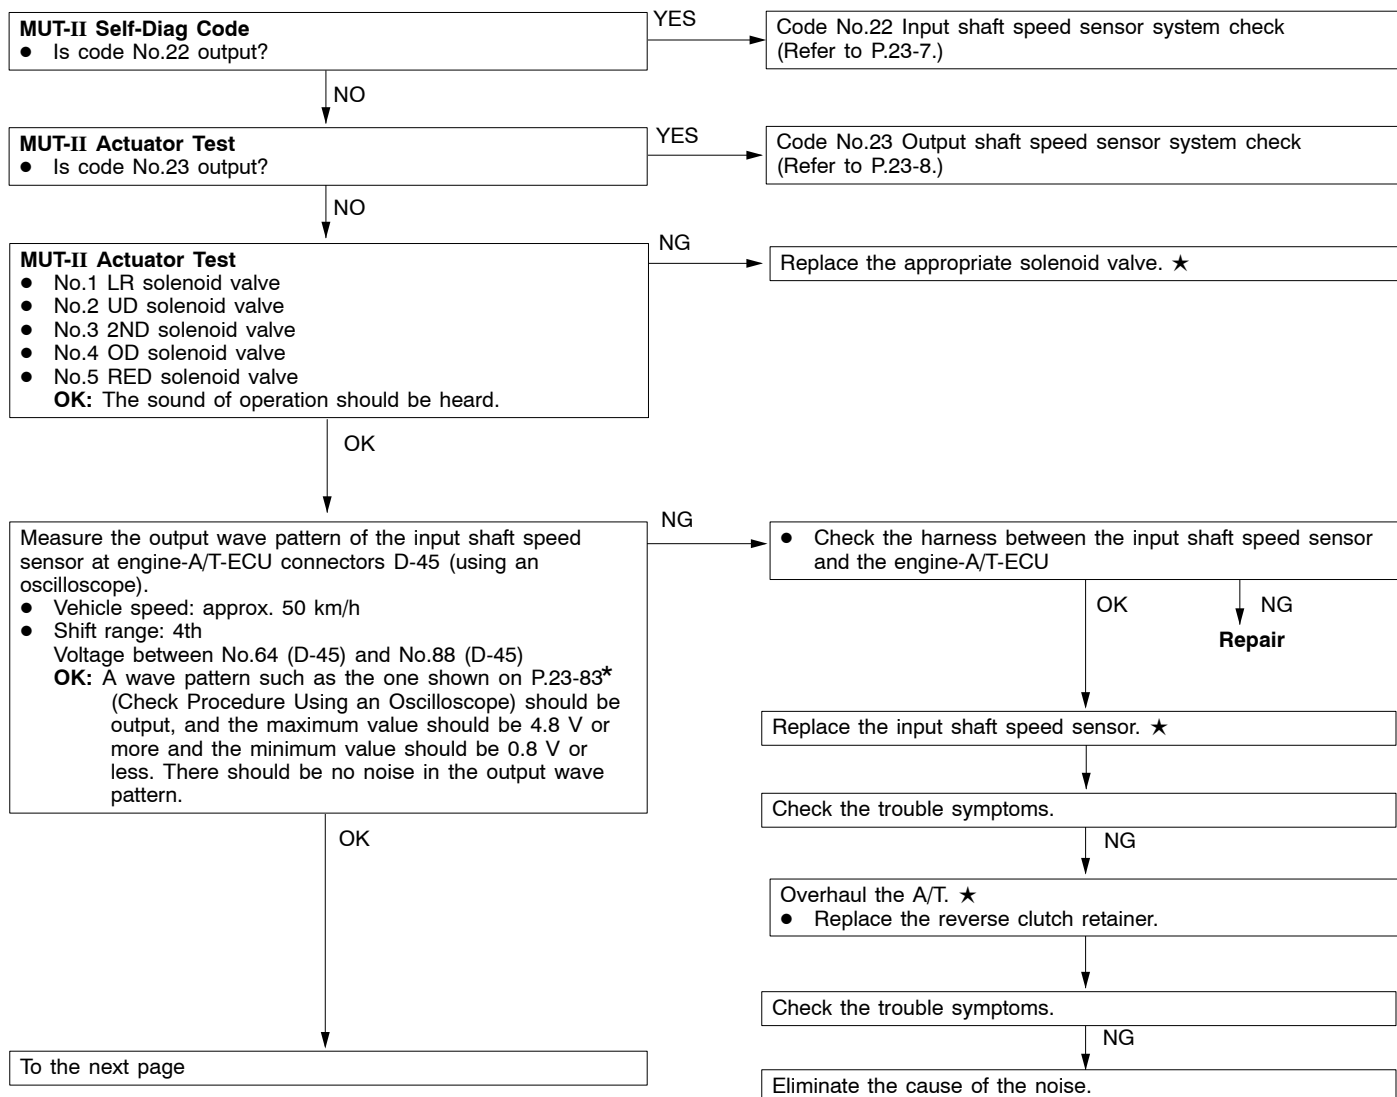 MUT-II Self-Diag Code
● Is code No.22 output?
YES
Code No.22 Input shaft speed sensor system check
(Refer to P.23-7.)
NO
MUT-II Actuator Test
● Is code No.23 output?
YES
Code No.23 Output shaft speed sensor system check
(Refer to P.23-8.)
NO
MUT-II Actuator Test
● No.1 LR solenoid valve
● No.2 UD solenoid valve
● No.3 2ND solenoid valve
● No.4 OD solenoid valve
● No.5 RED solenoid valve
OK: The sound of operation should be heard.
NG
Replace the appropriate solenoid valve. ★
OK
Measure the output wave pattern of the input shaft speed
sensor at engine-A/T-ECU connectors D-45 (using an
oscilloscope).
● Vehicle speed: approx. 50 km/h
● Shift range: 4th
Voltage between No.64 (D-45) and No.88 (D-45)
OK: A wave pattern such as the one shown on P.23-83*
(Check Procedure Using an Oscilloscope) should be
output, and the maximum value should be 4.8 V or
more and the minimum value should be 0.8 V or
less. There should be no noise in the output wave
pattern.
NG
● Check the harness between the input shaft speed sensor
and the engine-A/T-ECU
OK
NG
Repair
Replace the input shaft speed sensor. ★
Check the trouble symptoms.
NG
Overhaul the A/T. ★
● Replace the reverse clutch retainer.
Check the trouble symptoms.
NG
Eliminate the cause of the noise.
OK
To the next page